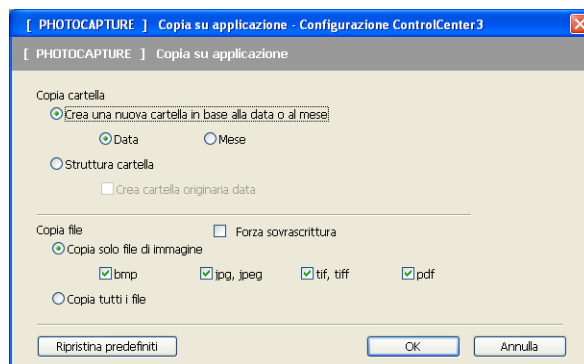 [ PHOTOCAPTURE ] Copia su applicazione - Configurazione ControlCenter3
[ PHOTOCAPTURE ] Copia su applicazione
Copia cartella
Crea una nuova cartella in base alla data o al mese
Data Mese
Struttura cartella
Crea cartella originaria data
Copia file Forza sovrascrittura
Copia solo file di immagine
bmp jpg, jpeg tif, tiff pdf
Copia tutti i file
Ripristina predefiniti OK Annulla